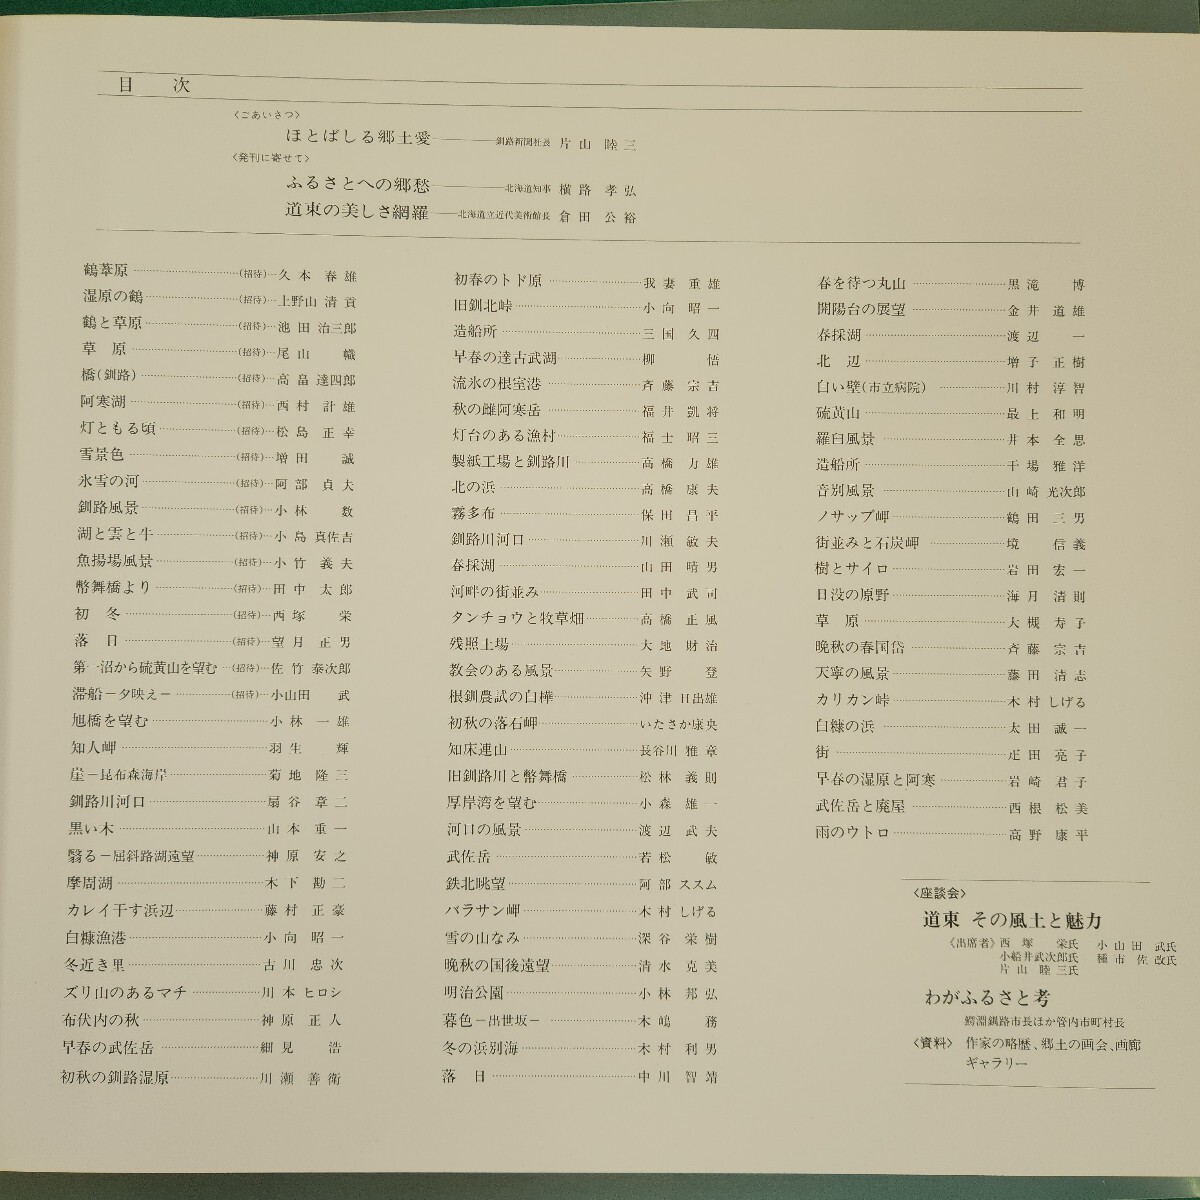 目　次
〈ごあいさつ〉
ほとばしる郷土愛――釧路新聞社長 片山 睦三
〈発刊に寄せて〉
ふるさとへの郷愁――北海道知事 横路 孝弘
道東の美しさ網羅――北海道立近代美術館長 倉田 公裕
鶴葦原……(招待)…久本 春雄
湿原の鶴……(招待)…上野山 清貢
鶴と草原……(招待)…池田 治三郎
草　原……(招待)…尾山 幟
橋(釧路)……(招待)…高畠 達四郎
阿寒湖……(招待)…西村 計雄
灯ともる頃……(招待)…松島 正幸
雪景色……(招待)…増田 誠
氷雪の河……(招待)…阿部 貞夫
釧路風景……(招待)…小林 数
湖と雲と牛……(招待)…小島 真佐吉
魚揚場風景……(招待)…小竹 義夫
幣舞橋より……(招待)…田中 太郎
初　冬……(招待)…西塚 栄
落　日……(招待)…望月 正男
第一沼から硫黄山を望む…(招待)…佐竹 泰次郎
滞船－夕映え－……(招待)…小山田 武
旭橋を望む……小林 一雄
知人岬……羽生 輝
崖－昆布森海岸……菊地 隆三
釧路川河口……扇谷 章二
黒い木……山本 重一
翳る－屈斜路湖遠望……神原 安之
摩周湖……木下 勘二
カレイ干す浜辺……藤村 正豪
白糠漁港……小向 昭一
冬近き里……古川 忠次
ズリ山のあるマチ……川本 ヒロシ
布伏内の秋……神原 正人
早春の武佐岳……細見 浩
初秋の釧路湿原……川瀬 善衛
初春のトド原……我妻 重雄
旧釧北峠……小向 昭一
造船所……三国 久四
早春の達古武湖……柳 悟
流氷の根室港……斉藤 宗吉
秋の雌阿寒岳……福井 凱将
灯台のある漁村……福士 昭三
製紙工場と釧路川……高橋 力雄
北の浜……高橋 康夫
霧多布……保田 昌平
釧路川河口……川瀬 敏夫
春採湖……山田 晴男
河畔の街並み……田中 武司
タンチョウと牧草畑……高橋 正風
残照土場……大地 財治
教会のある風景……矢野 登
根釧農試の白樺……沖津 日出雄
初秋の落石岬……いたさか康央
知床連山……長谷川 雅章
旧釧路川と幣舞橋……松林 義則
厚岸湾を望む……小森 雄一
河口の風景……渡辺 武夫
武佐岳……若松 敏
鉄北眺望……阿部 ススム
バラサン岬……木村 しげる
雪の山なみ……深谷 栄樹
晩秋の国後遠望……清水 克美
明治公園……小林 邦弘
暮色－出世坂－……木嶋 務
冬の浜別海……木村 利男
落　日……中川 智靖
春を待つ丸山……黒滝 博
開陽台の展望……金井 道雄
春採湖……渡辺 一
北　辺……増子 正樹
白い壁(市立病院)……川村 淳智
硫黄山……最上 和明
羅臼風景……井本 全思
造船所……干場 雅洋
音別風景……山崎 光次郎
ノサップ岬……鶴田 三男
街並みと石炭岬……境 信義
樹とサイロ……岩田 宏一
日没の原野……海月 清則
草　原……大槻 寿子
晩秋の春国岱……斉藤 宗吉
天寧の風景……藤田 清志
カリカン峠……木村 しげる
白糠の浜……太田 誠一
街……疋田 亮子
早春の湿原と阿寒……岩崎 君子
武佐岳と廃屋……西根 松美
雨のウトロ……高野 康平
〈座談会〉
道東 その風土と魅力
《出席者》西塚 栄氏　小山田 武氏
小船井武次郎氏　種市 佐改氏
片山 睦三氏
わがふるさと考
鰐淵釧路市長ほか管内市町村長
〈資料〉作家の略歴、郷土の画会、画廊
ギャラリー